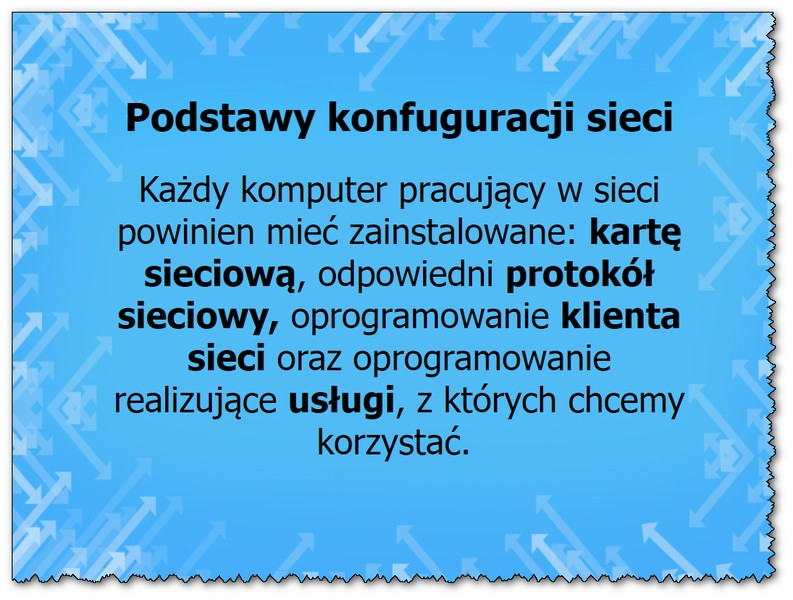 Podstawy konfuguracji sieci
Każdy komputer pracujący w sieci
powinien mieć zainstalowane: kartę
sieciową, odpowiedni protokół
sieciowy, oprogramowanie klienta
sieci oraz oprogramowanie
realizujące usługi, z których chcemy
korzystać.